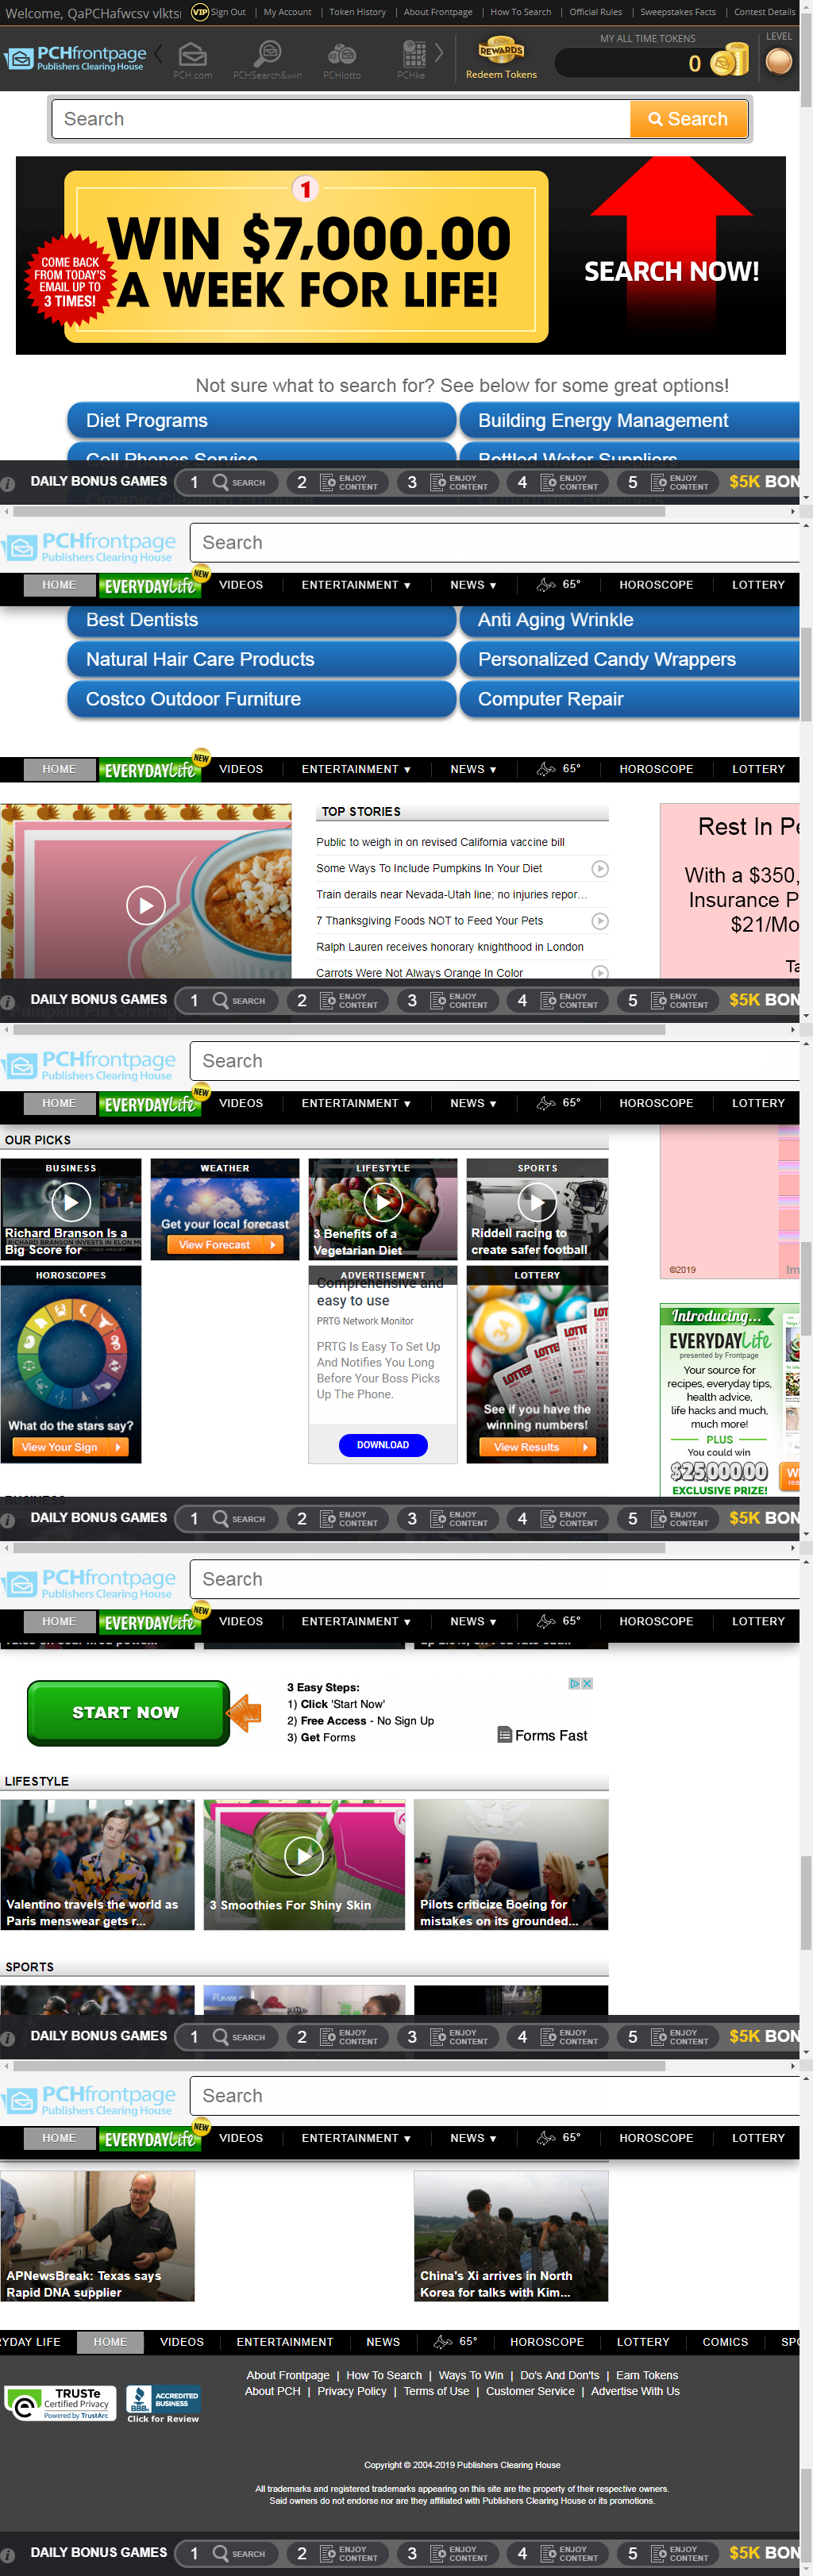 Welcome, QaPCHafwcsv vlkts
VIP Sign Out | My Account | Token History | About Frontpage | How To Search | Official Rules | Sweepstakes Facts | Contest Details
PCHfrontpage
Publishers Clearing House
PCH.com
PCHSearch&win
PCHlotto
PCHke
REWARDS
Redeem Tokens
MY ALL TIME TOKENS
0
LEVEL
Search
Search
1
WIN $7,000.00
A WEEK FOR LIFE!
COME BACK
FROM TODAY'S
EMAIL UP TO
3 TIMES!
SEARCH NOW!
Not sure what to search for? See below for some great options!
Diet Programs
Building Energy Management
Cell Phones Service
Bottled Water Suppliers
Organic Cleaning Products
DAILY BONUS GAMES 1 SEARCH 2 ENJOY CONTENT 3 ENJOY CONTENT 4 ENJOY CONTENT 5 ENJOY CONTENT $5K BON
PCHfrontpage
Publishers Clearing House
Search
HOME EVERYDAY Life NEW VIDEOS ENTERTAINMENT ▼ NEWS ▼ 65° HOROSCOPE LOTTERY
Best Dentists
Anti Aging Wrinkle
Natural Hair Care Products
Personalized Candy Wrappers
Costco Outdoor Furniture
Computer Repair
HOME EVERYDAY Life NEW VIDEOS ENTERTAINMENT ▼ NEWS ▼ 65° HOROSCOPE LOTTERY
TOP STORIES
Public to weigh in on revised California vaccine bill
Some Ways To Include Pumpkins In Your Diet
Train derails near Nevada-Utah line; no injuries repor...
7 Thanksgiving Foods NOT to Feed Your Pets
Ralph Lauren receives honorary knighthood in London
Carrots Were Not Always Orange In Color
Rest In Pe
With a $350,
Insurance P
$21/Mo
Ta
Pumpkin Pie Overnig
DAILY BONUS GAMES 1 SEARCH 2 ENJOY CONTENT 3 ENJOY CONTENT 4 ENJOY CONTENT 5 ENJOY CONTENT $5K BON
PCHfrontpage
Publishers Clearing House
Search
HOME EVERYDAY Life NEW VIDEOS ENTERTAINMENT ▼ NEWS ▼ 65° HOROSCOPE LOTTERY
OUR PICKS
BUSINESS
Richard Branson Is a
Big Score for
WEATHER
Get your local forecast
View Forecast
LIFESTYLE
3 Benefits of a
Vegetarian Diet
SPORTS
Riddell racing to
create safer football
©2019
Im
HOROSCOPES
What do the stars say?
View Your Sign
ADVERTISEMENT
Comprehensive and
easy to use
PRTG Network Monitor
PRTG Is Easy To Set Up
And Notifies You Long
Before Your Boss Picks
Up The Phone.
DOWNLOAD
LOTTERY
See if you have the
winning numbers!
View Results
Introducing...
EVERYDAY Life
presented by Frontpage
Your source for
recipes, everyday tips,
health advice,
life hacks and much,
much more!
PLUS
You could win
$25,000.00
EXCLUSIVE PRIZE!
BUSINESS
DAILY BONUS GAMES 1 SEARCH 2 ENJOY CONTENT 3 ENJOY CONTENT 4 ENJOY CONTENT 5 ENJOY CONTENT $5K BON
PCHfrontpage
Publishers Clearing House
Search
HOME EVERYDAY Life NEW VIDEOS ENTERTAINMENT ▼ NEWS ▼ 65° HOROSCOPE LOTTERY
START NOW
3 Easy Steps:
1) Click 'Start Now'
2) Free Access - No Sign Up
3) Get Forms
Forms Fast
LIFESTYLE
Valentino travels the world as
Paris menswear gets r...
3 Smoothies For Shiny Skin
Pilots criticize Boeing for
mistakes on its grounded...
SPORTS
DAILY BONUS GAMES 1 SEARCH 2 ENJOY CONTENT 3 ENJOY CONTENT 4 ENJOY CONTENT 5 ENJOY CONTENT $5K BON
PCHfrontpage
Publishers Clearing House
Search
HOME EVERYDAY Life NEW VIDEOS ENTERTAINMENT ▼ NEWS ▼ 65° HOROSCOPE LOTTERY
APNewsBreak: Texas says
Rapid DNA supplier
China's Xi arrives in North
Korea for talks with Kim...
RYDAY LIFE HOME VIDEOS ENTERTAINMENT NEWS 65° HOROSCOPE LOTTERY COMICS SPO
About Frontpage | How To Search | Ways To Win | Do's And Don'ts | Earn Tokens
About PCH | Privacy Policy | Terms of Use | Customer Service | Advertise With Us
TRUSTe
Certified Privacy
Powered by TrustArc
BBB
ACCREDITED
BUSINESS
Click for Review
Copyright © 2004-2019 Publishers Clearing House
All trademarks and registered trademarks appearing on this site are the property of their respective owners.
Said owners do not endorse nor are they affiliated with Publishers Clearing House or its promotions.
DAILY BONUS GAMES 1 SEARCH 2 ENJOY CONTENT 3 ENJOY CONTENT 4 ENJOY CONTENT 5 ENJOY CONTENT $5K BON